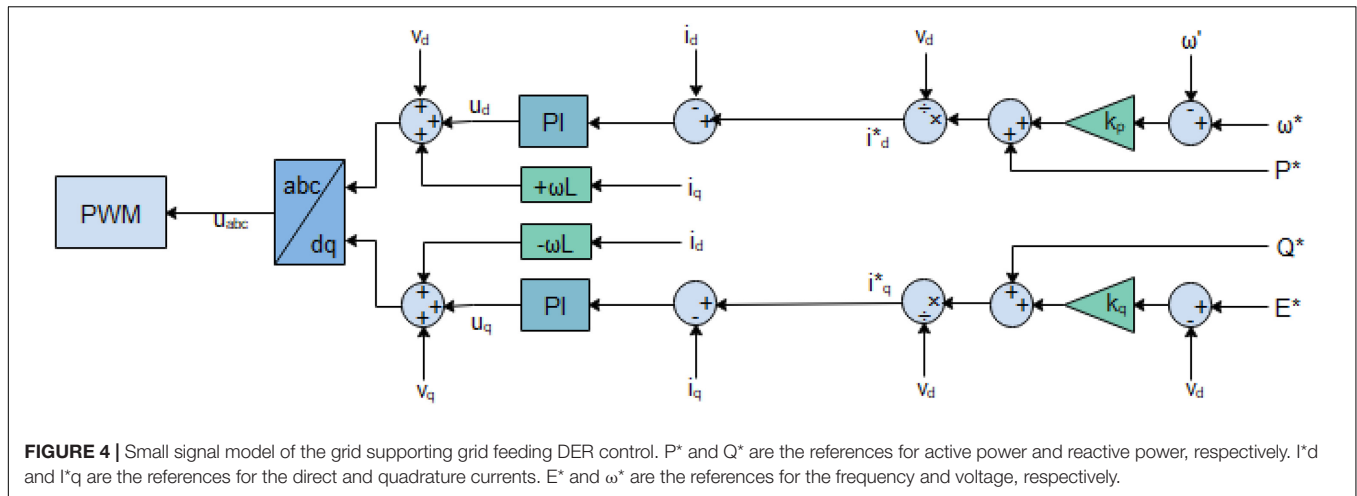 vd
id
vd
ω'
+
+
+
ud
PI
-
+
÷
×
i*d
+
+
kp
-
+
ω*
P*
+ωL
iq
PWM
uabc
abc
dq
-ωL
id
Q*
+
+
+
uq
PI
+
-
i*q
×
÷
+
+
kq
+
-
E*
vq
iq
vd
vd
FIGURE 4 | Small signal model of the grid supporting grid feeding DER control. P* and Q* are the references for active power and reactive power, respectively. I*d
and I*q are the references for the direct and quadrature currents. E* and ω* are the references for the frequency and voltage, respectively.